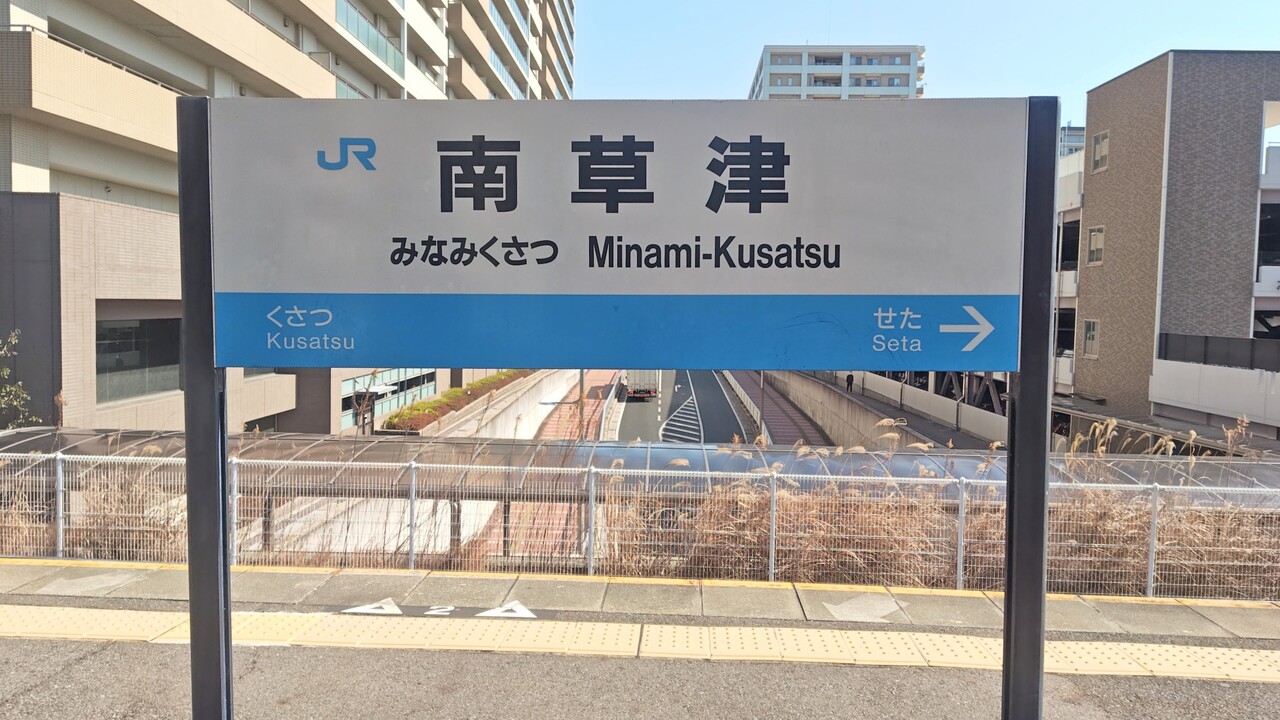 JR
南草津
みなみくさつ Minami-Kusatsu
くさつ
Kusatsu
せた →
Seta
2